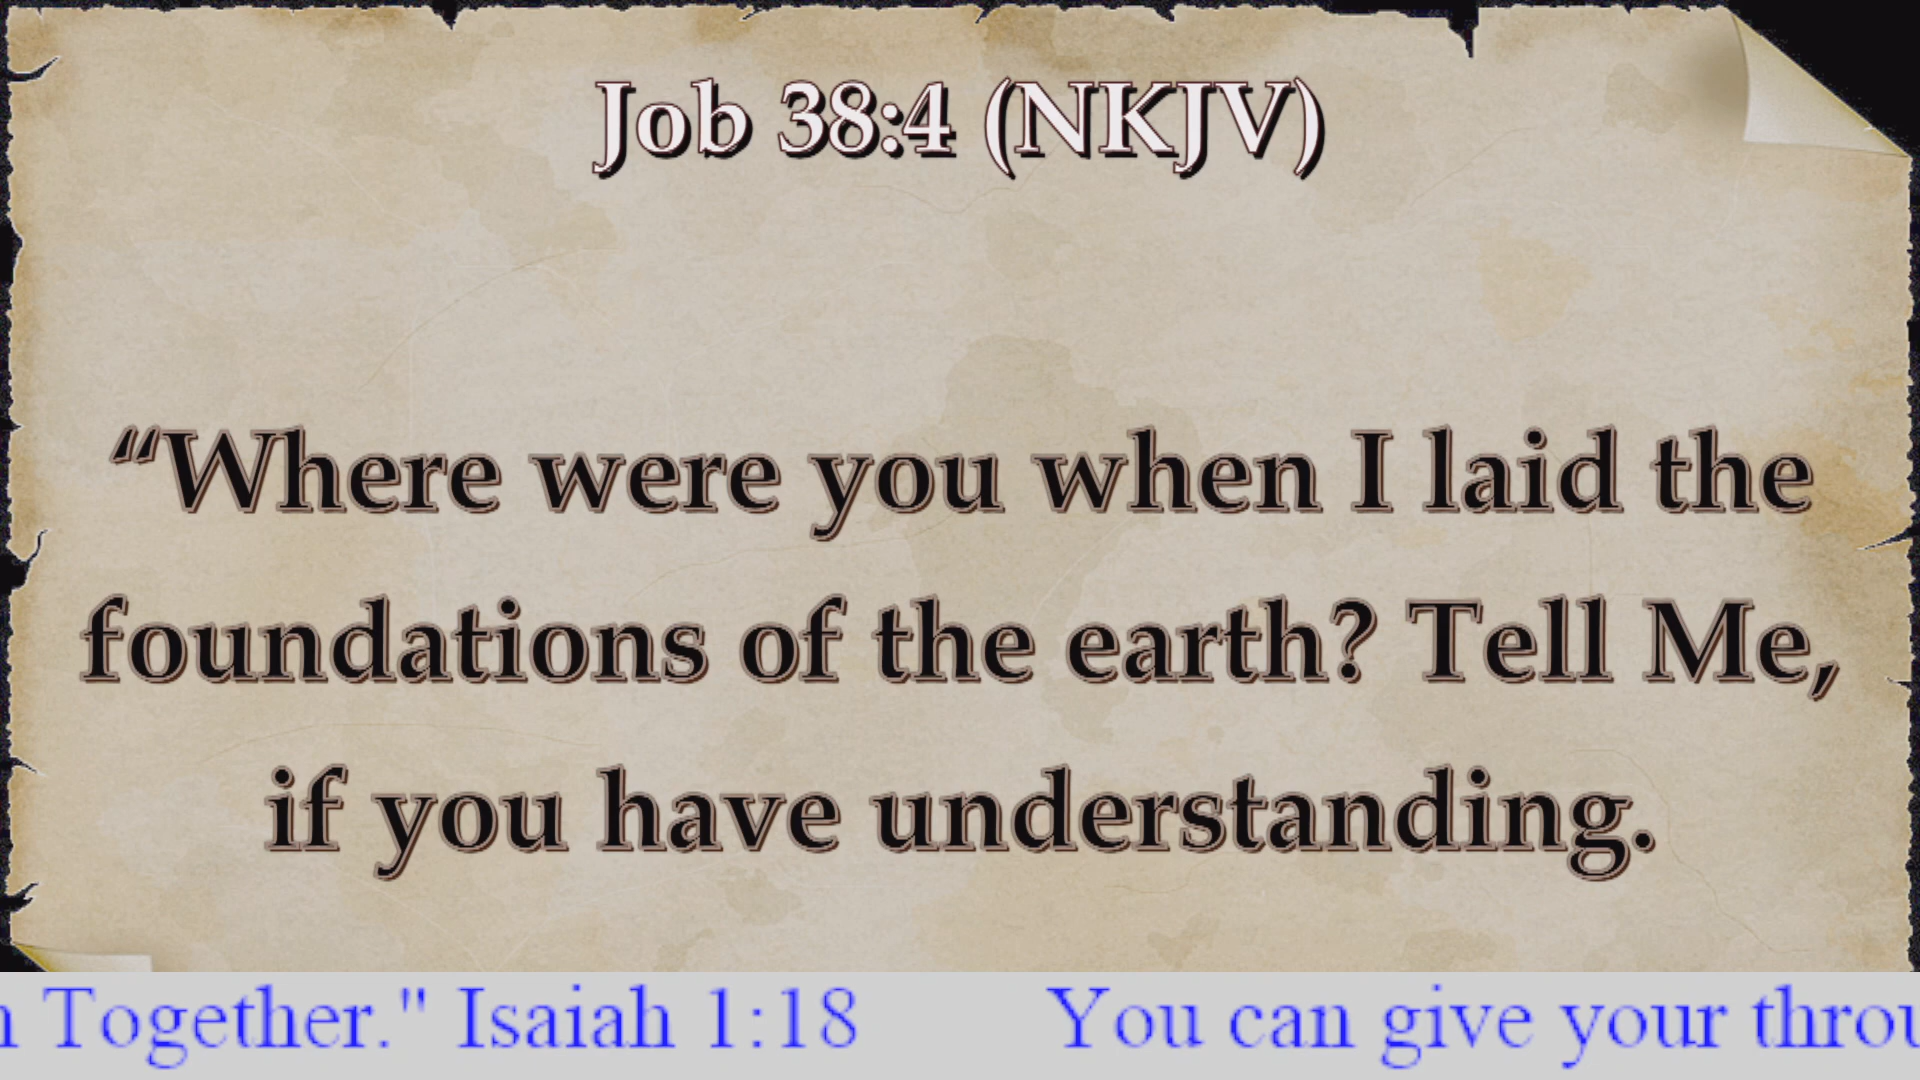 Job 38:4 (NKJV)
“Where were you when I laid the
foundations of the earth? Tell Me,
if you have understanding.
Together." Isaiah 1:18 You can give your